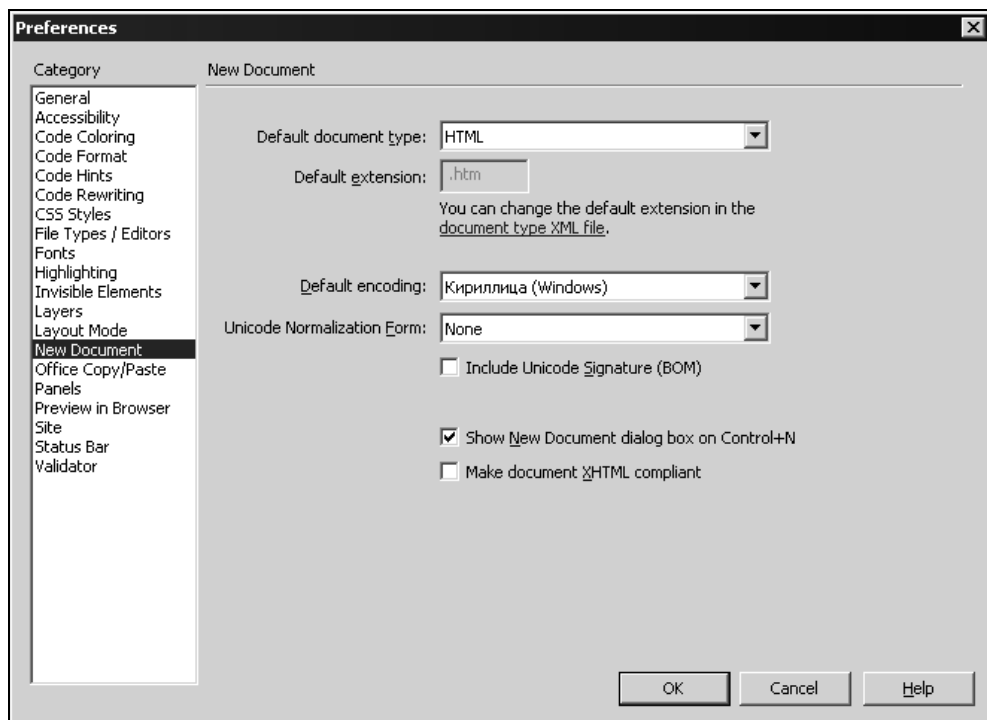 Preferences
Category
New Document
General
Accessibility
Code Coloring
Code Format
Code Hints
Code Rewriting
CSS Styles
File Types / Editors
Fonts
Highlighting
Invisible Elements
Layers
Layout Mode
New Document
Office Copy/Paste
Panels
Preview in Browser
Site
Status Bar
Validator
Default document type: HTML
Default extension: .htm
You can change the default extension in the
document type XML file.
Default encoding: Кириллица (Windows)
Unicode Normalization Form: None
Include Unicode Signature (BOM)
Show New Document dialog box on Control+N
Make document XHTML compliant
OK Cancel Help